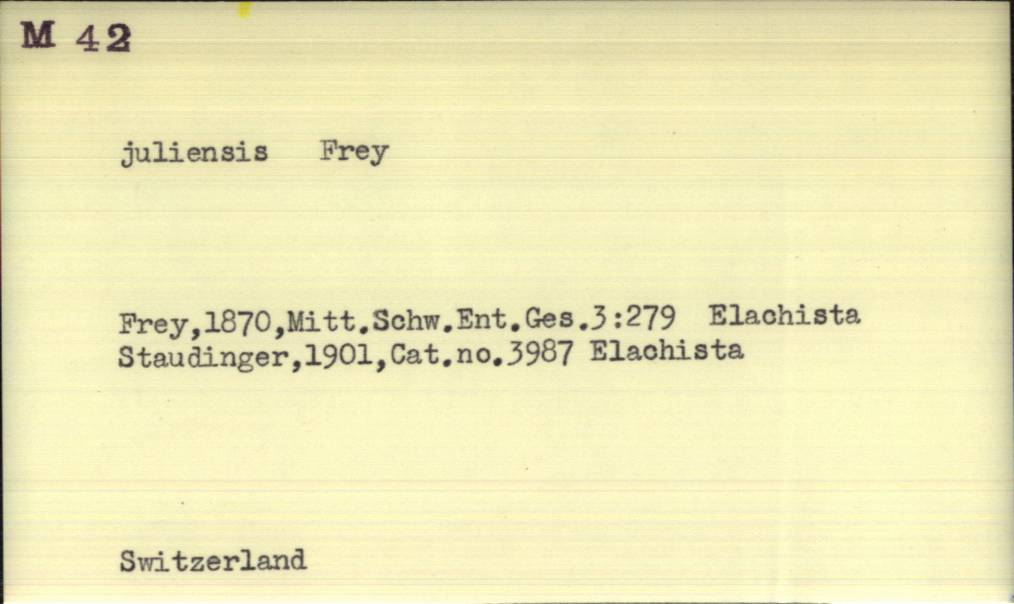 M 42
juliensis Frey
Frey,1870,Mitt.Schw.Ent.Ges.3:279 Elachista
Staudinger,1901,Cat.no.3987 Elachista
Switzerland